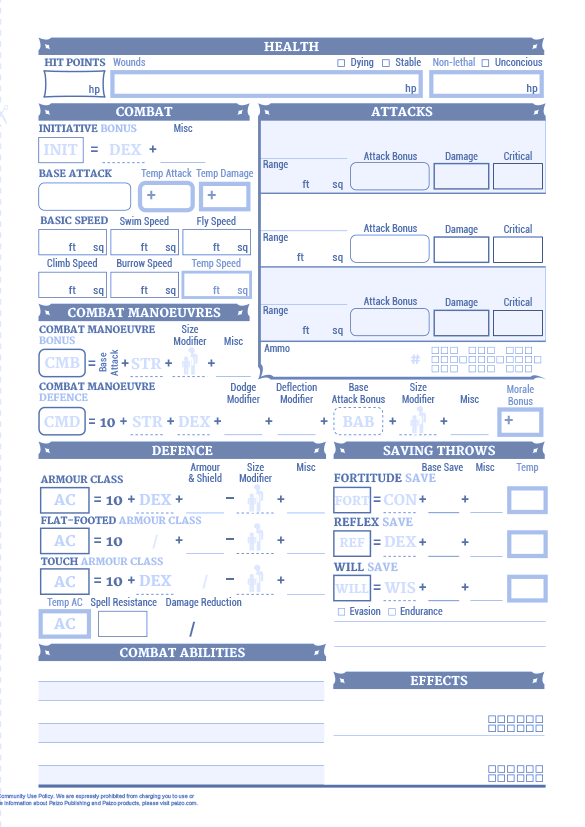 HEALTH
HIT POINTS Wounds Dying Stable Non-lethal Unconcious
hp hp hp
COMBAT
INITIATIVE BONUS Misc
INIT = DEX +
BASE ATTACK Temp Attack Temp Damage
+ +
BASIC SPEED Swim Speed Fly Speed
ft sq ft sq ft sq
Climb Speed Burrow Speed Temp Speed
ft sq ft sq ft sq
ATTACKS
Range Attack Bonus Damage Critical
ft sq
Range Attack Bonus Damage Critical
ft sq
Range Attack Bonus Damage Critical
ft sq
Ammo
#
COMBAT MANOEUVRES
COMBAT MANOEUVRE BONUS Size Modifier Misc
CMB = Base Attack + STR + +
COMBAT MANOEUVRE DEFENCE Dodge Modifier Deflection Modifier Base Attack Bonus Size Modifier Misc Morale Bonus
CMD = 10 + STR + DEX + + + BAB + + +
DEFENCE
ARMOUR CLASS Armour & Shield Size Modifier Misc
AC = 10 + DEX + − +
FLAT-FOOTED ARMOUR CLASS
AC = 10 / + − +
TOUCH ARMOUR CLASS
AC = 10 + DEX / − +
Temp AC Spell Resistance Damage Reduction
AC /
SAVING THROWS
Base Save Misc Temp
FORTITUDE SAVE
FORT = CON + +
REFLEX SAVE
REF = DEX + +
WILL SAVE
WILL = WIS + +
Evasion Endurance
COMBAT ABILITIES
EFFECTS
Community Use Policy. We are expressly prohibited from charging you to use or
e information about Paizo Publishing and Paizo products, please visit paizo.com.